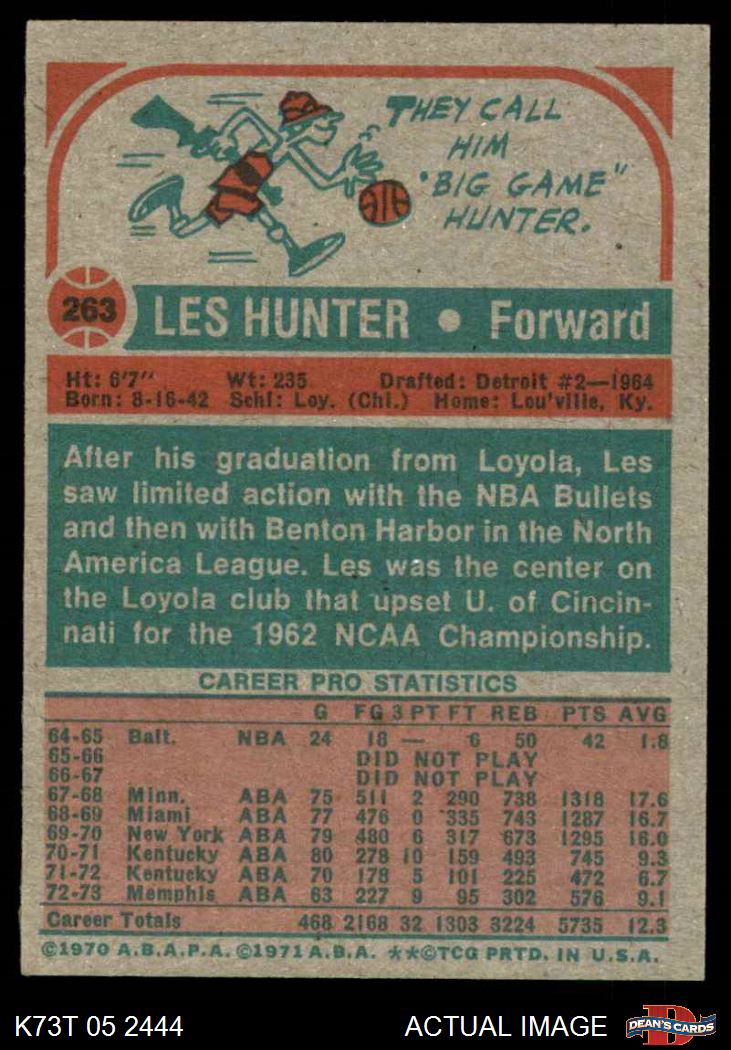 THEY CALL
HIM
"BIG GAME"
HUNTER.
263 LES HUNTER • Forward
Ht: 6'7" Wt: 235 Drafted: Detroit #2—1964
Born: 8-16-42 Schl: Loy. (Chi.) Home: Lou'ville, Ky.
After his graduation from Loyola, Les
saw limited action with the NBA Bullets
and then with Benton Harbor in the North
America League. Les was the center on
the Loyola club that upset U. of Cincin-
nati for the 1962 NCAA Championship.
CAREER PRO STATISTICS
G FG 3 PT FT REB PTS AVG
64-65 Balt. NBA 24 18 — 6 50 42 1.8
65-66 DID NOT PLAY
66-67 DID NOT PLAY
67-68 Minn. ABA 75 511 2 290 738 1318 17.6
68-69 Miami ABA 77 476 0 335 743 1287 16.7
69-70 New York ABA 79 480 6 317 673 1295 16.0
70-71 Kentucky ABA 80 278 10 159 493 745 9.3
71-72 Kentucky ABA 70 178 5 101 225 472 6.7
72-73 Memphis ABA 63 227 9 95 302 576 9.1
Career Totals 468 2168 32 1303 3224 5735 12.3
©1970 A.B.A.P.A. ©1971 A.B.A. **©TCG PRTD. IN U.S.A.
K73T 05 2444 ACTUAL IMAGE DEAN'S CARDS